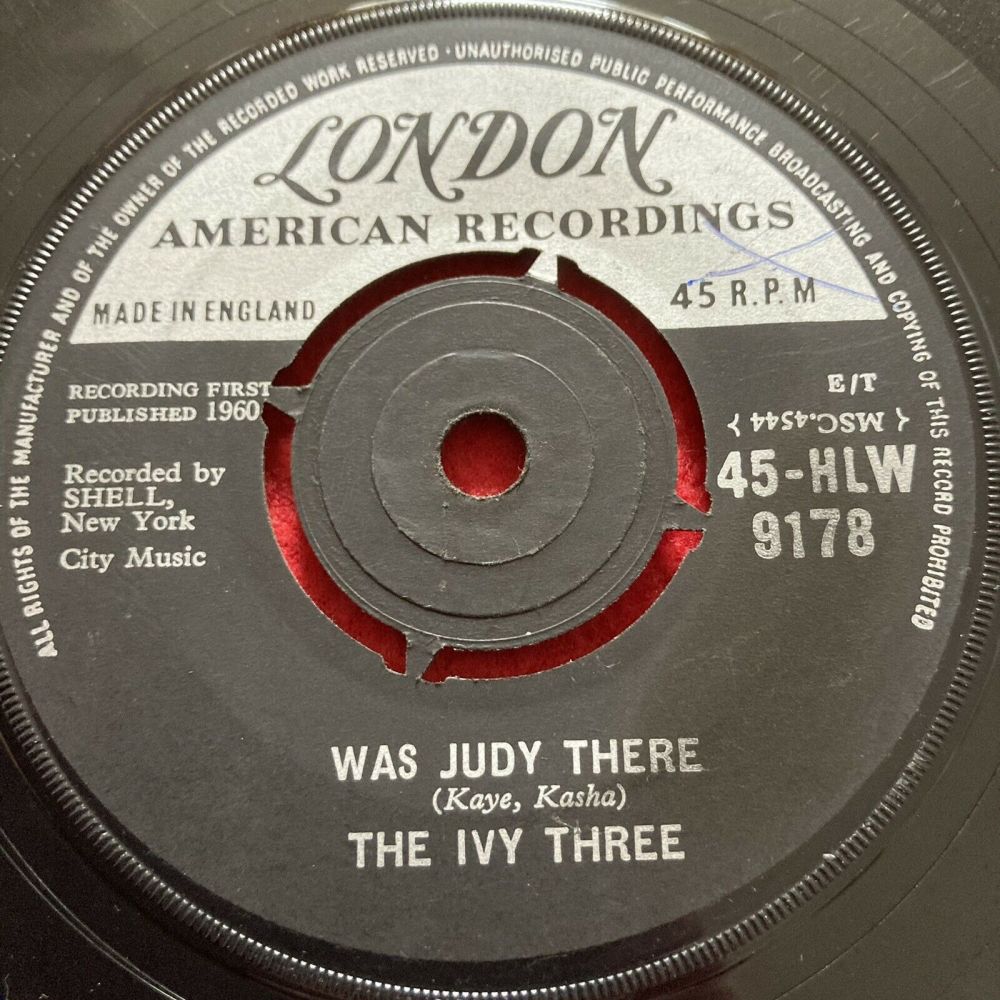 ALL RIGHTS OF THE MANUFACTURER AND OF THE OWNER OF THE RECORDED WORK RESERVED · UNAUTHORISED PUBLIC PERFORMANCE BROADCASTING AND COPYING OF THIS RECORD PROHIBITED
LONDON
AMERICAN RECORDINGS
MADE IN ENGLAND
45 R.P.M
RECORDING FIRST
PUBLISHED 1960
Recorded by
SHELL,
New York
City Music
E/T
{ MSC.4544 }
45-HLW
9178
WAS JUDY THERE
(Kaye, Kasha)
THE IVY THREE